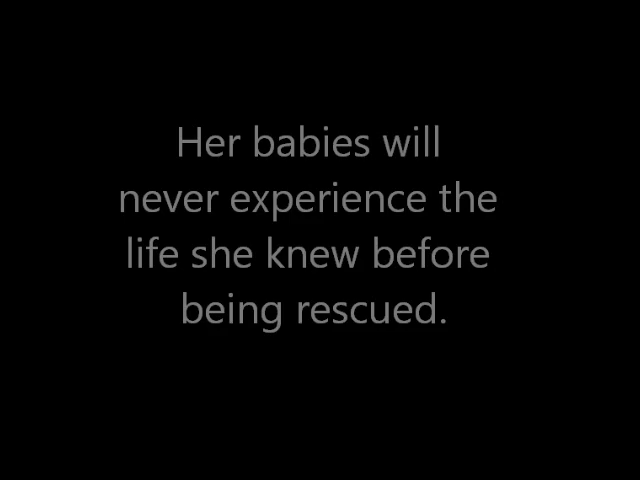 Her babies will
never experience the
life she knew before
being rescued.